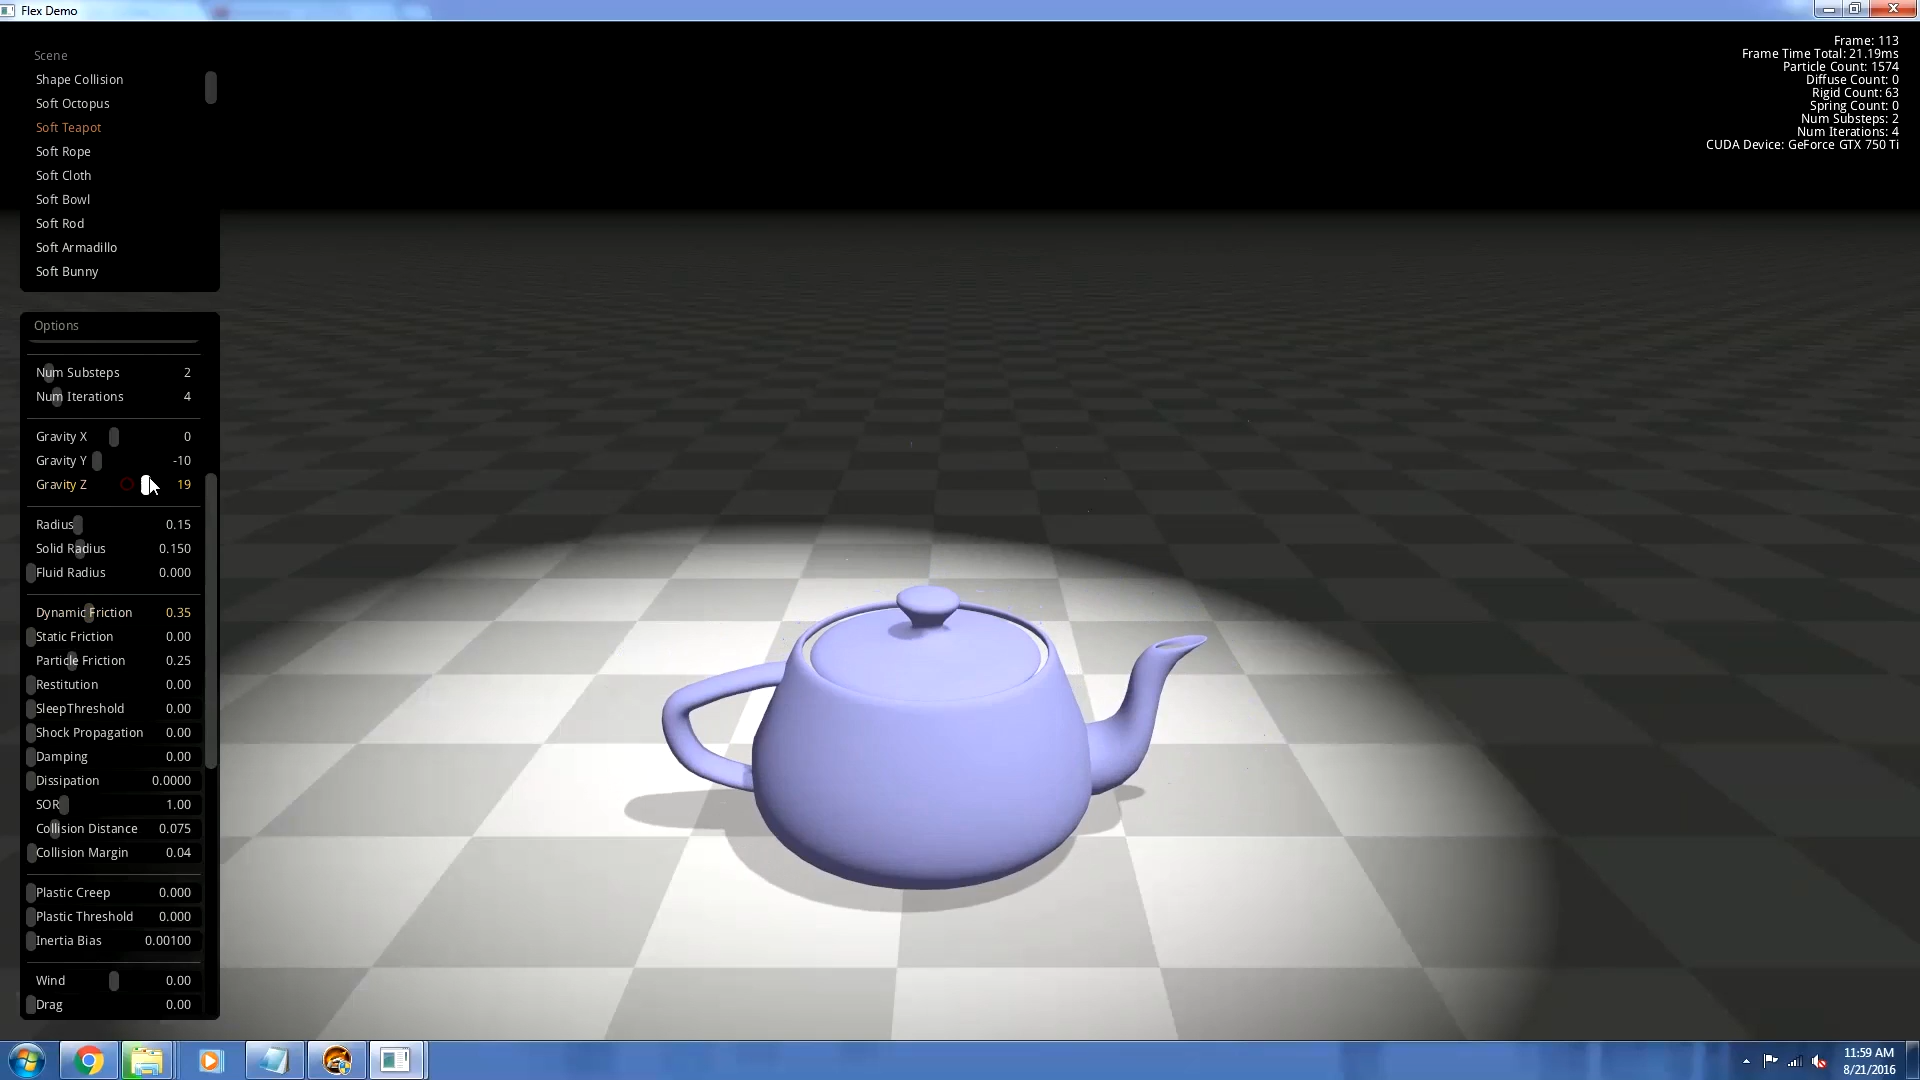 Flex Demo
Frame: 113
Frame Time Total: 21.19ms
Particle Count: 1574
Diffuse Count: 0
Rigid Count: 63
Spring Count: 0
Num Substeps: 2
Num Iterations: 4
CUDA Device: GeForce GTX 750 Ti
Scene
Shape Collision
Soft Octopus
Soft Teapot
Soft Rope
Soft Cloth
Soft Bowl
Soft Rod
Soft Armadillo
Soft Bunny
Options
Num Substeps 2
Num Iterations 4
Gravity X 0
Gravity Y -10
Gravity Z 19
Radius 0.15
Solid Radius 0.150
Fluid Radius 0.000
Dynamic Friction 0.35
Static Friction 0.00
Particle Friction 0.25
Restitution 0.00
SleepThreshold 0.00
Shock Propagation 0.00
Damping 0.00
Dissipation 0.0000
SOR 1.00
Collision Distance 0.075
Collision Margin 0.04
Plastic Creep 0.000
Plastic Threshold 0.000
Inertia Bias 0.00100
Wind 0.00
Drag 0.00
11:59 AM
8/21/2016